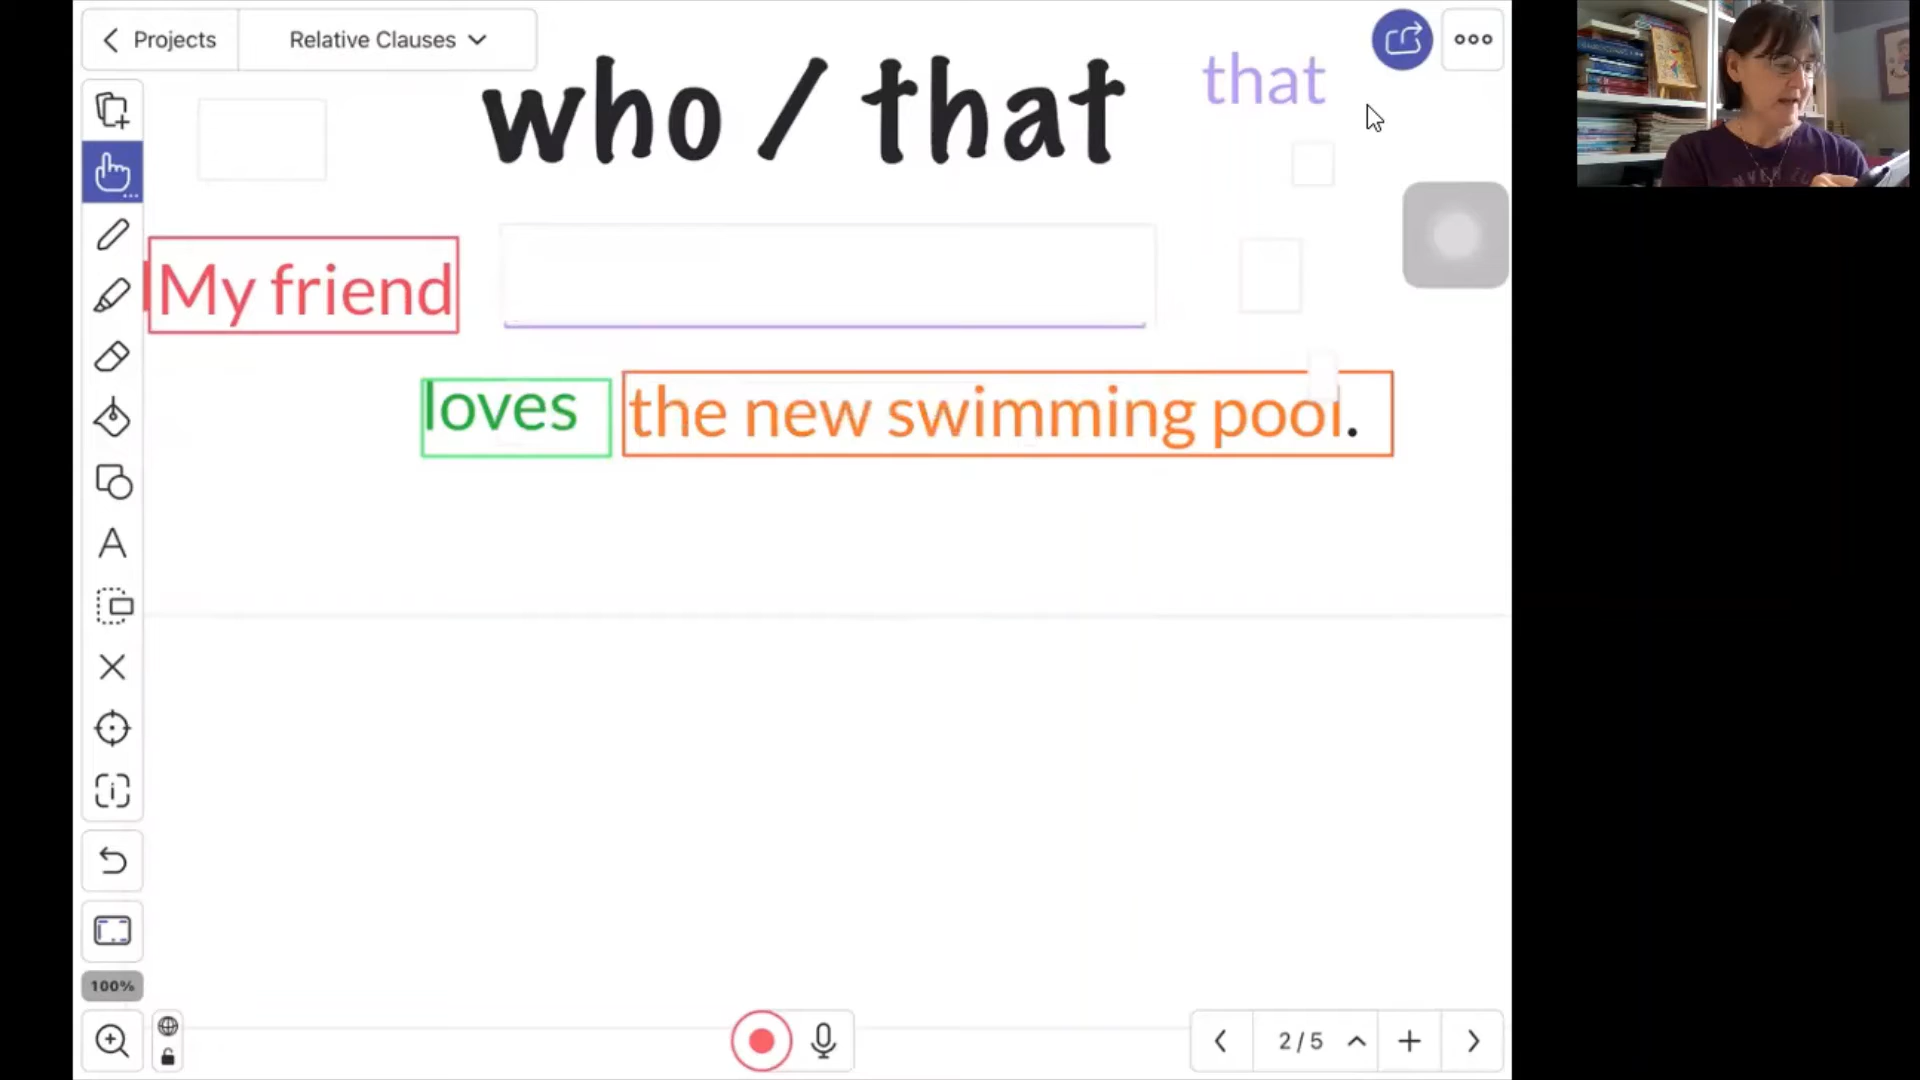 Projects
Relative Clauses
who / that
that
My friend
loves
the new swimming pool.
A
100%
2/5